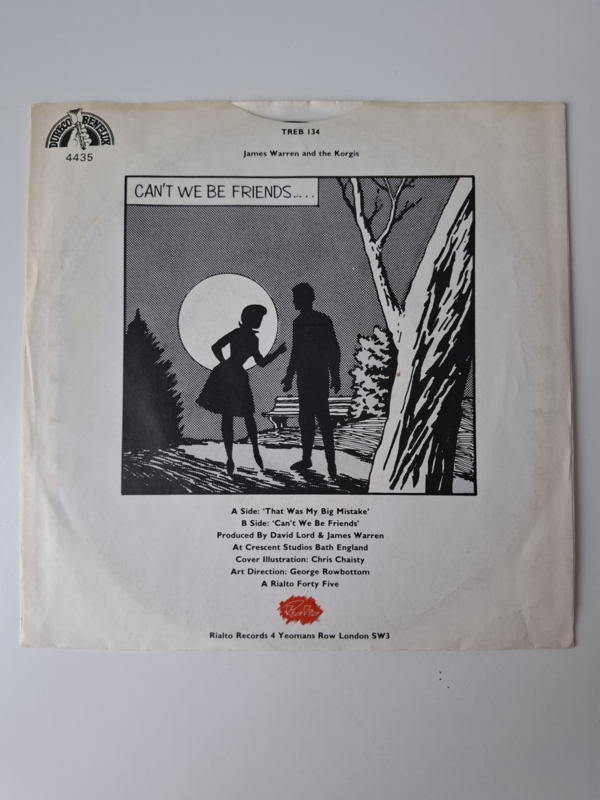 DURECO BENELUX
4435
TREB 134
James Warren and the Korgis
CAN'T WE BE FRIENDS.....
A Side: 'That Was My Big Mistake'
B Side: 'Can't We Be Friends'
Produced By David Lord & James Warren
At Crescent Studios Bath England
Cover Illustration: Chris Chaisty
Art Direction: George Rowbottom
A Rialto Forty Five
Rialto
Rialto Records 4 Yeomans Row London SW3